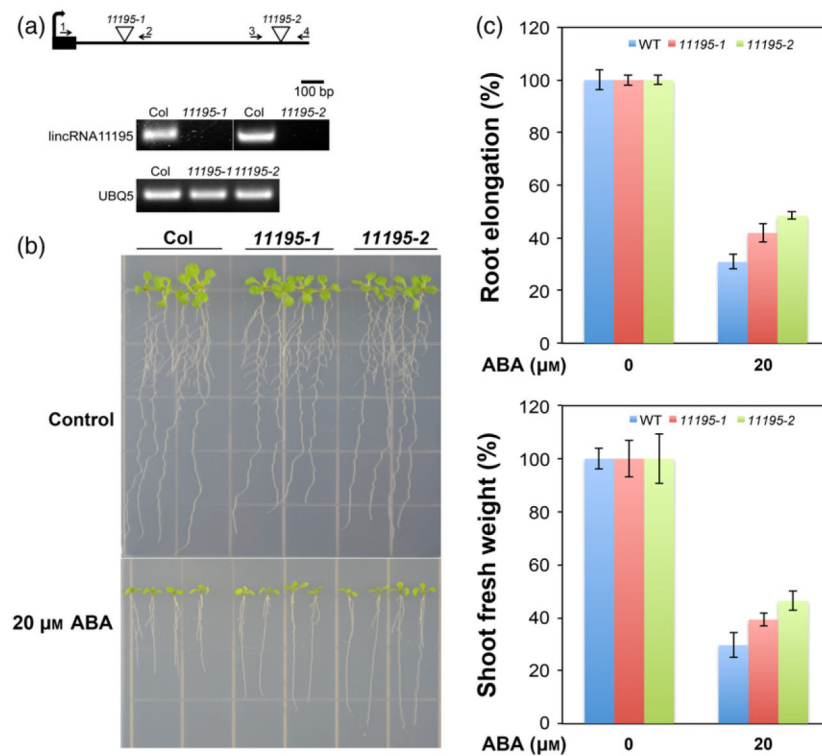 (a)
11195-1 11195-2
1 2 3 4
100 bp
Col 11195-1 Col 11195-2
lincRNA11195
Col 11195-1 11195-2
UBQ5
(b)
Col 11195-1 11195-2
Control
20 μM ABA
(c)
WT 11195-1 11195-2
Root elongation (%)
120
100
80
60
40
20
0
ABA (μM) 0 20
WT 11195-1 11195-2
Shoot fresh weight (%)
120
100
80
60
40
20
0
ABA (μM) 0 20